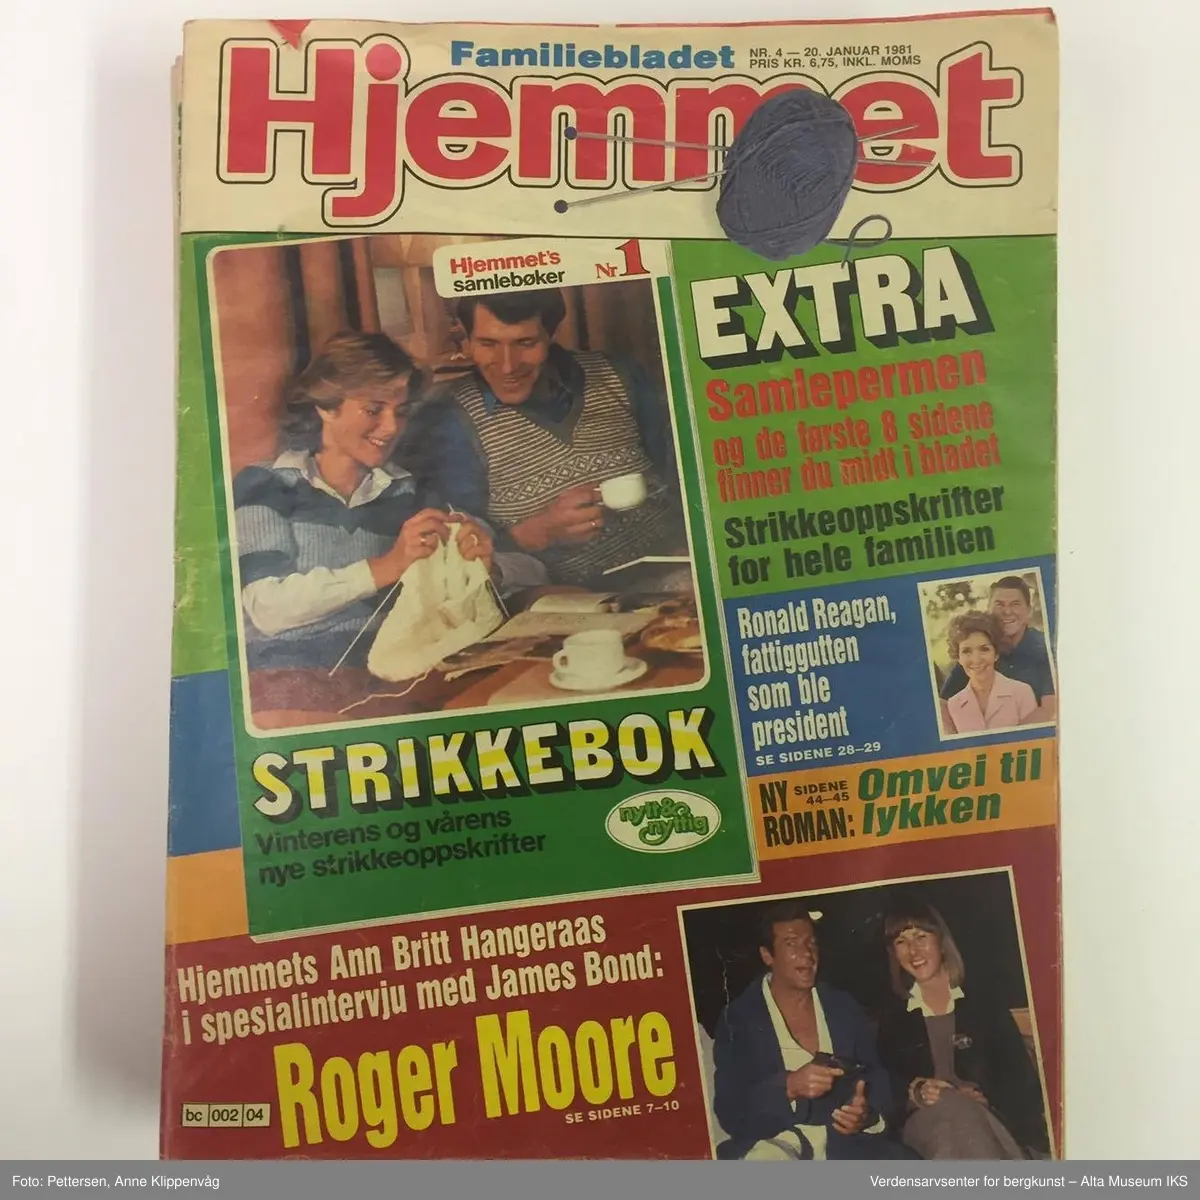 Familiebladet
NR. 4 — 20. JANUAR 1981
PRIS KR. 6,75, INKL. MOMS
Hjemmet
Hjemmet's
samlebøker
Nr 1
EXTRA
Samlepermen
og de første 8 sidene
finner du midt i bladet
Strikkeoppskrifter
for hele familien
Ronald Reagan,
fattiggutten
som ble
president
SE SIDENE 28–29
NY SIDENE
44–45
ROMAN:
Omvei til
lykken
STRIKKEBOK
Vinterens og vårens
nye strikkeoppskrifter
nytt &
nyttig
Hjemmets Ann Britt Hangeraas
i spesialintervju med James Bond:
Roger Moore
SE SIDENE 7–10
bc 002 04
Foto: Pettersen, Anne Klippenvåg
Verdensarvsenter for bergkunst – Alta Museum IKS